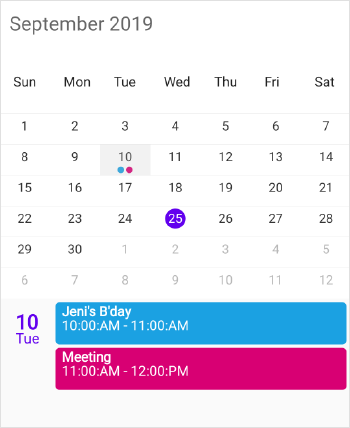 September 2019
Sun Mon Tue Wed Thu Fri Sat
1 2 3 4 5 6 7
8 9 10 11 12 13 14
15 16 17 18 19 20 21
22 23 24 25 26 27 28
29 30 1 2 3 4 5
6 7 8 9 10 11 12
10
Tue
Jeni's B'day
10:00:AM - 11:00:AM
Meeting
11:00:AM - 12:00:PM